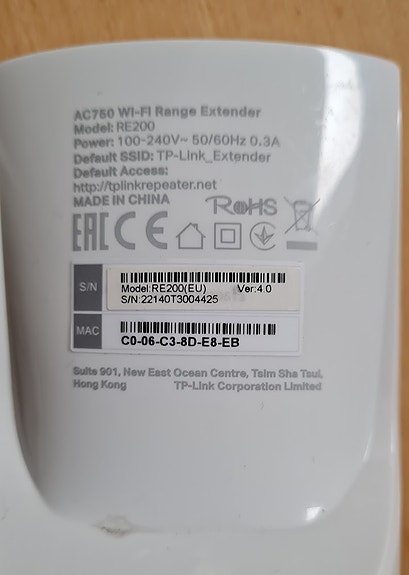 AC750 Wi-Fi Range Extender
Model: RE200
Power: 100-240V~ 50/60Hz 0.3A
Default SSID: TP-Link_Extender
Default Access:
http://tplinkrepeater.net
MADE IN CHINA
RoHS
EAC CE
S/N
Model:RE200(EU) Ver:4.0
S/N:22140T3004425
MAC
C0-06-C3-8D-E8-EB
Suite 901, New East Ocean Centre, Tsim Sha Tsui,
Hong Kong TP-Link Corporation Limited